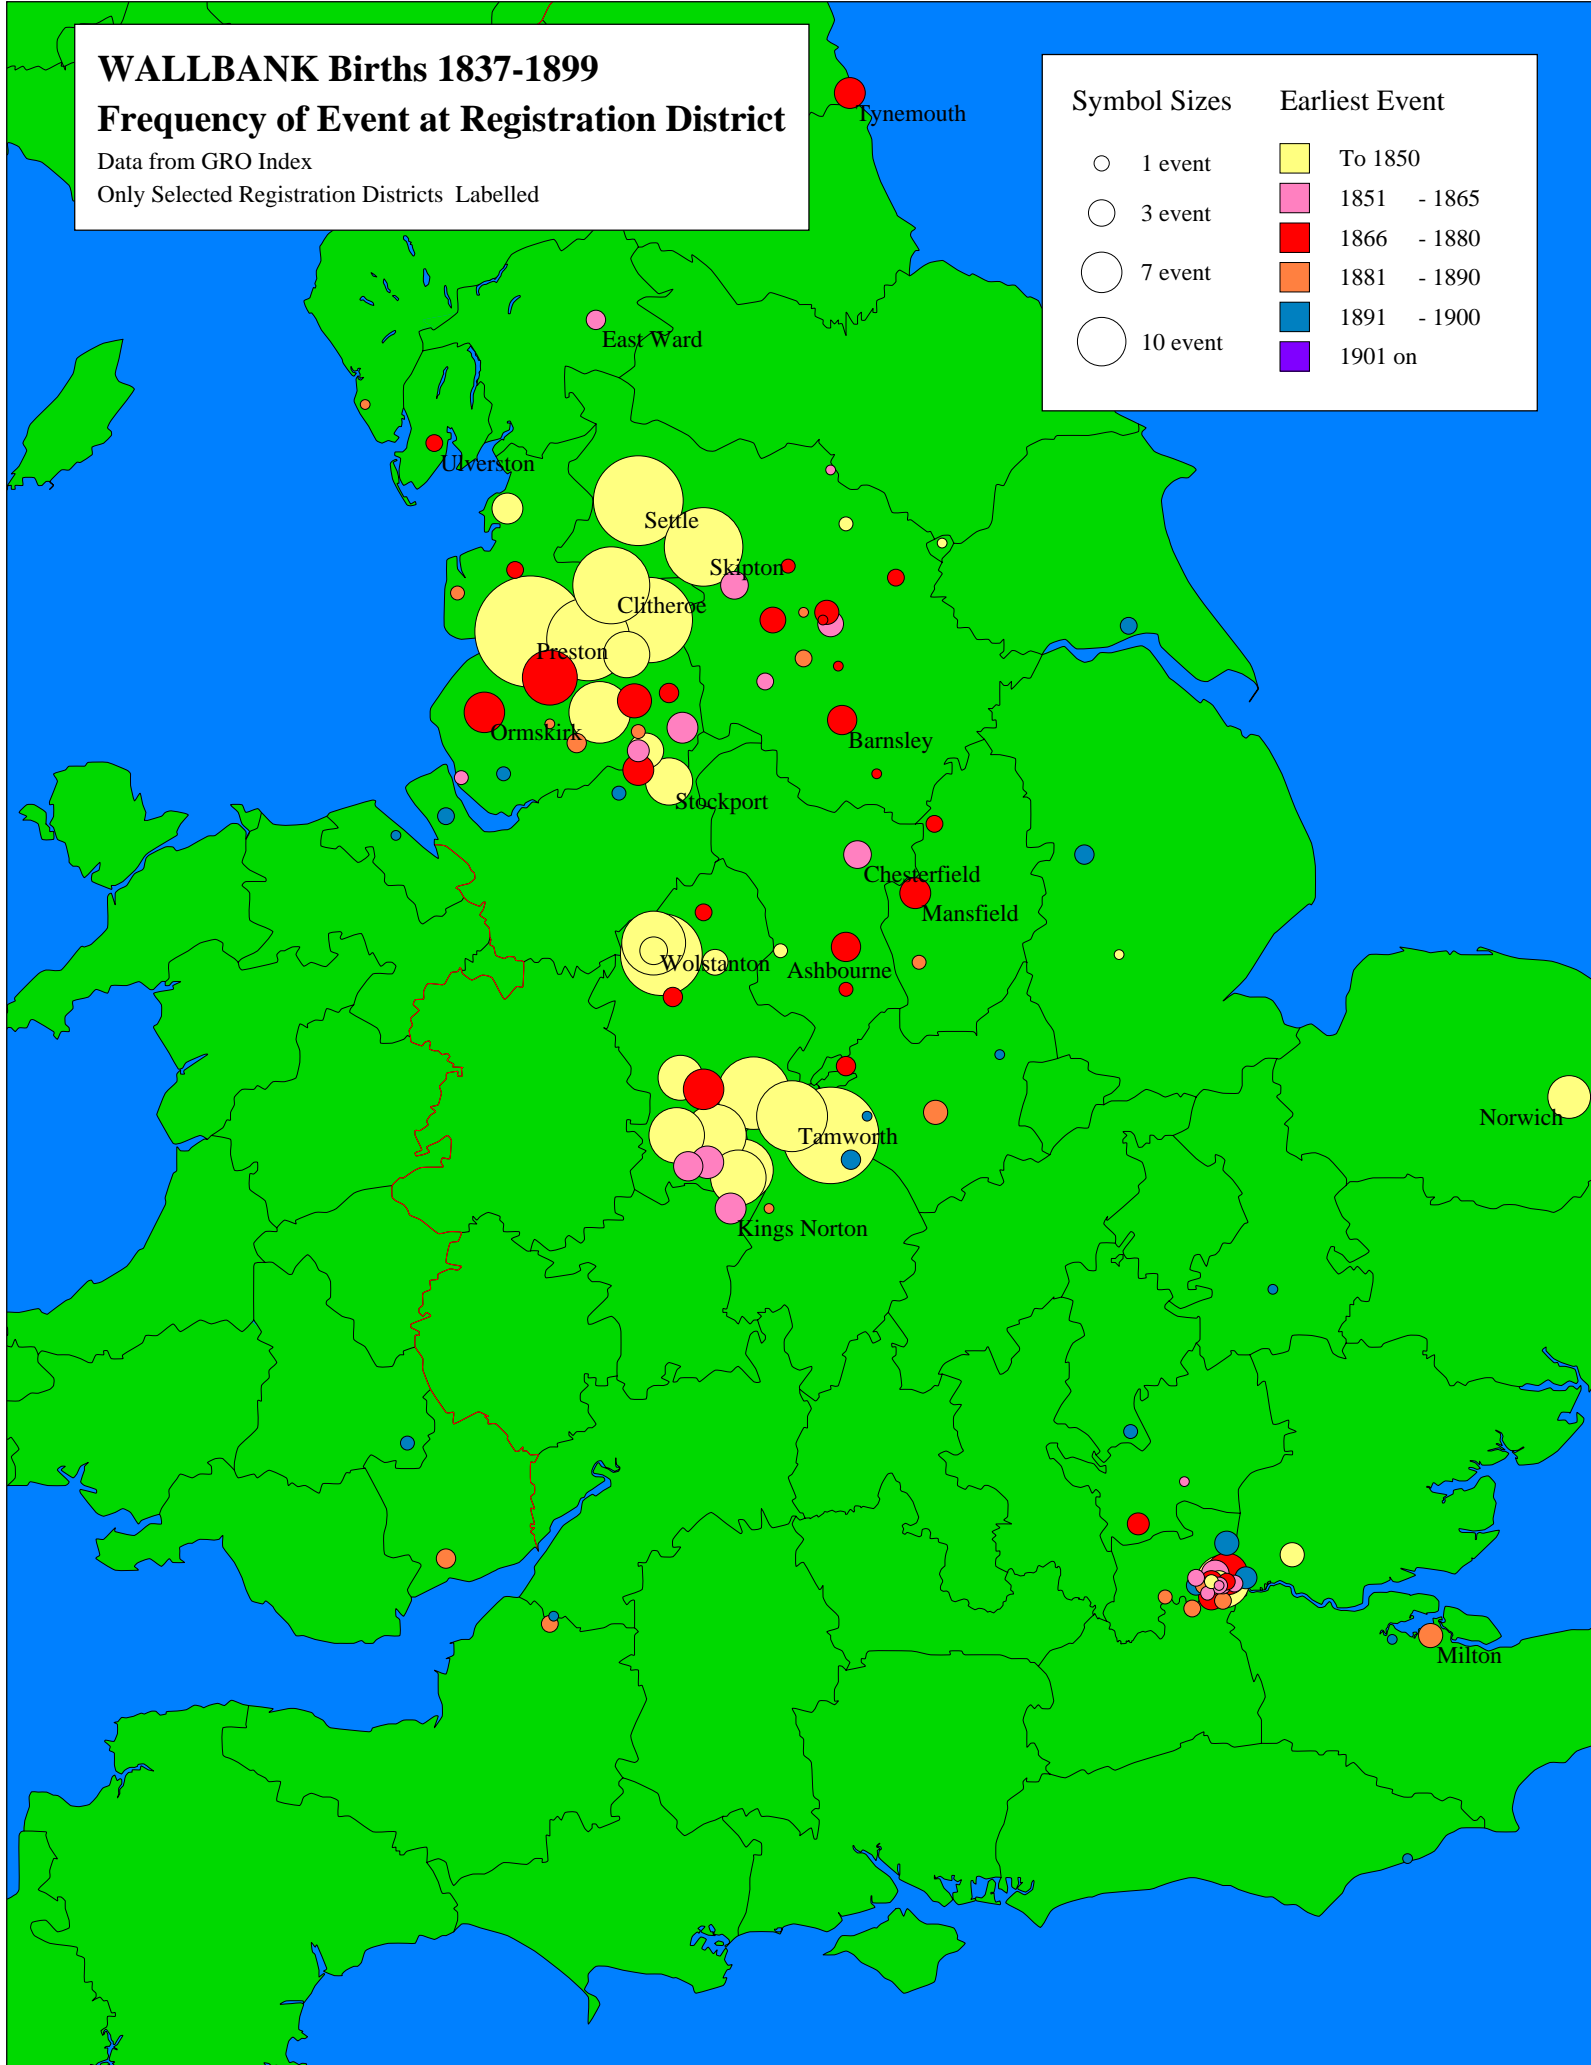 WALLBANK Births 1837-1899
Frequency of Event at Registration District
Data from GRO Index
Only Selected Registration Districts Labelled
Symbol Sizes
1 event
3 event
7 event
10 event
Earliest Event
To 1850
1851 - 1865
1866 - 1880
1881 - 1890
1891 - 1900
1901 on
Tynemouth
East Ward
Ulverston
Settle
Skipton
Clitheroe
Preston
Ormskirk
Barnsley
Stockport
Chesterfield
Mansfield
Wolstanton
Ashbourne
Norwich
Tamworth
Kings Norton
Milton